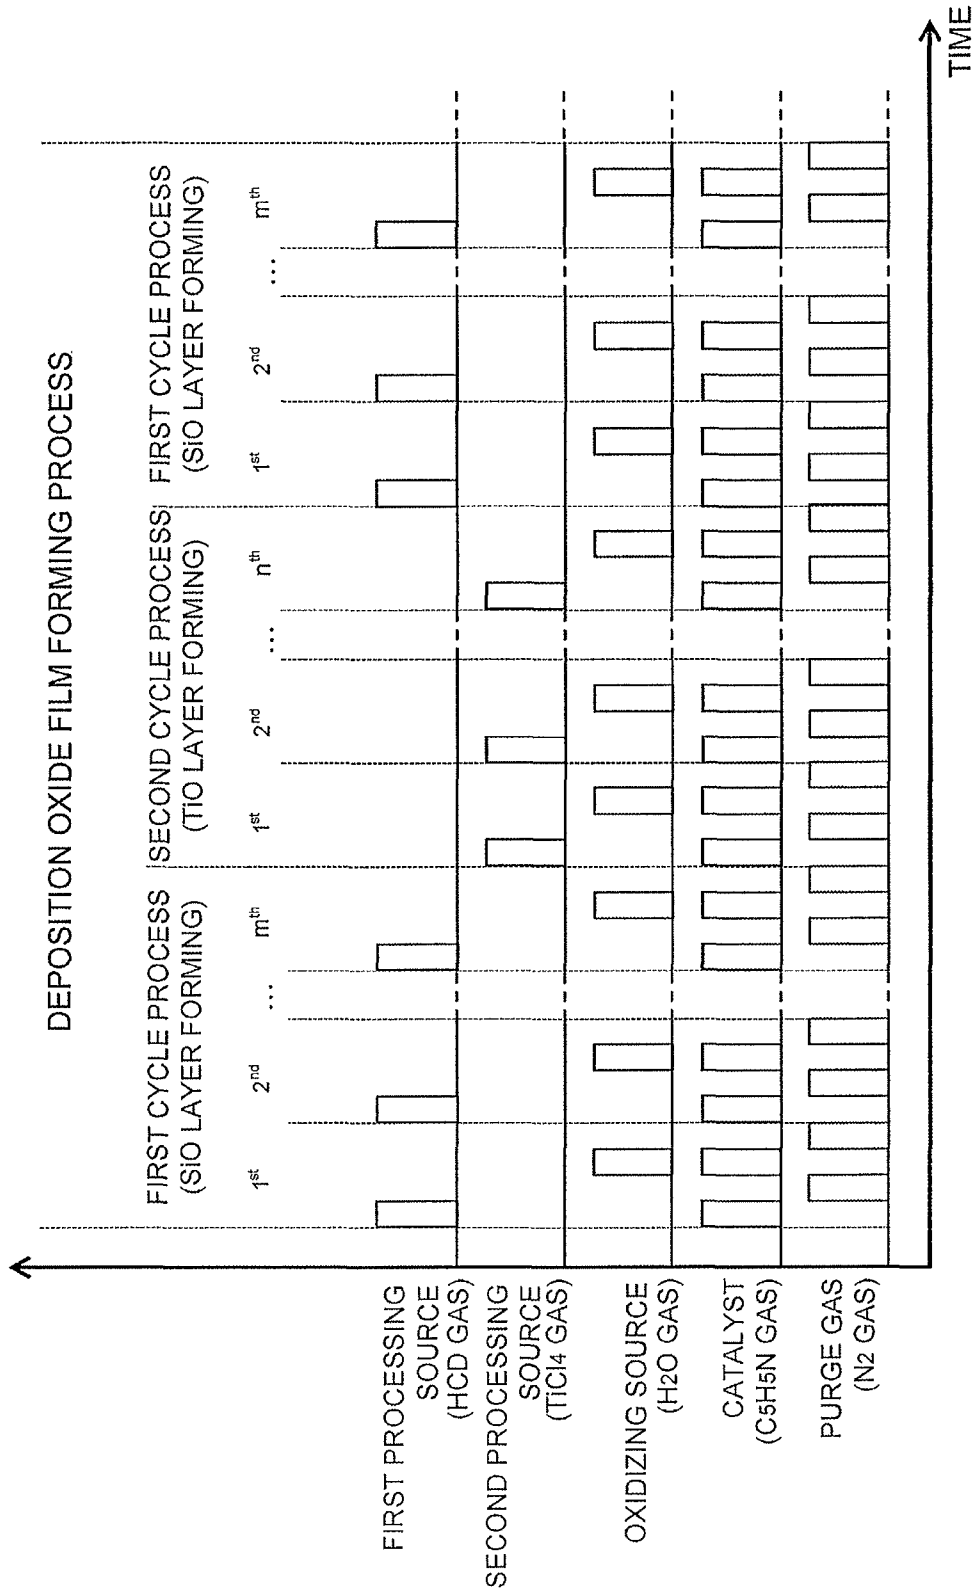 DEPOSITION OXIDE FILM FORMING PROCESS
FIRST CYCLE PROCESS
(SiO LAYER FORMING)
SECOND CYCLE PROCESS
(TiO LAYER FORMING)
FIRST CYCLE PROCESS
(SiO LAYER FORMING)
1st
2nd
...
mth
1st
2nd
...
nth
1st
2nd
...
mth
FIRST PROCESSING
SOURCE
(HCD GAS)
SECOND PROCESSING
SOURCE
(TiCl4 GAS)
OXIDIZING SOURCE
(H2O GAS)
CATALYST
(C5H5N GAS)
PURGE GAS
(N2 GAS)
TIME